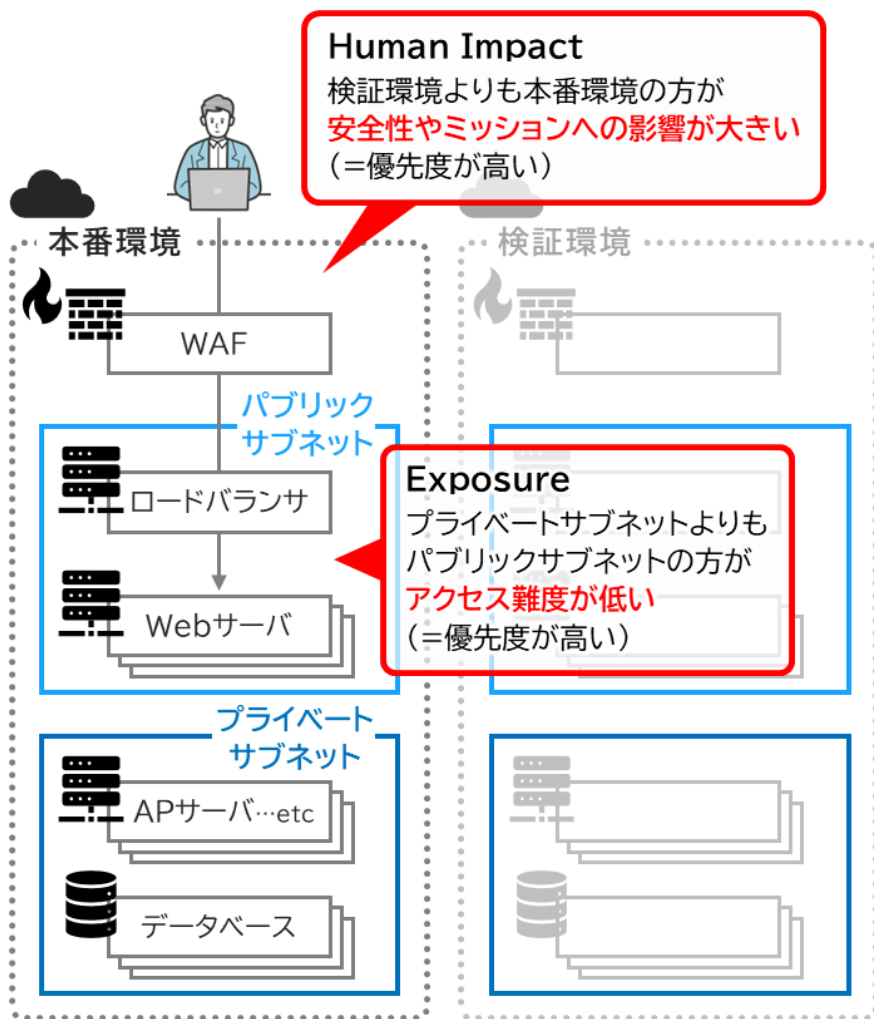 Human Impact
検証環境よりも本番環境の方が
安全性やミッションへの影響が大きい
(=優先度が高い)
本番環境
検証環境
WAF
パブリック
サブネット
ロードバランサ
Webサーバ
Exposure
プライベートサブネットよりも
パブリックサブネットの方が
アクセス難度が低い
(=優先度が高い)
プライベート
サブネット
APサーバ…etc
データベース